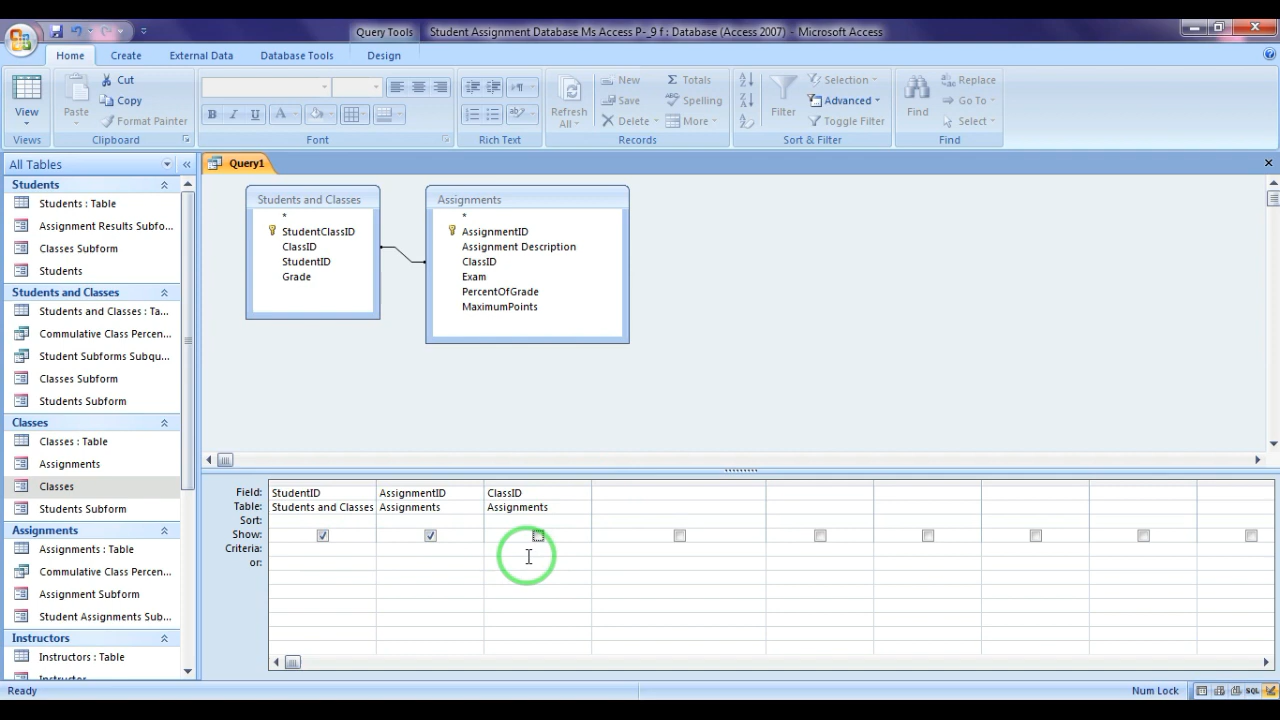 Query Tools
Student Assignment Database Ms Access P-_9 f : Database (Access 2007) - Microsoft Access
Home
Create
External Data
Database Tools
Design
View
Views
Paste
Cut
Copy
Format Painter
Clipboard
B I U A
Font
Rich Text
Refresh All
New
Save
Delete
Totals
Spelling
More
Records
Filter
Selection
Advanced
Toggle Filter
Sort & Filter
Find
Replace
Go To
Select
Find
All Tables
Students
Students : Table
Assignment Results Subfo...
Classes Subform
Students
Students and Classes
Students and Classes : Ta...
Commulative Class Percen...
Student Subforms Subqu...
Classes Subform
Students Subform
Classes
Classes : Table
Assignments
Classes
Students Subform
Assignments
Assignments : Table
Commulative Class Percen...
Assignment Subform
Student Assignments Sub...
Instructors
Instructors : Table
Instructor
Query1
Students and Classes
*
StudentClassID
ClassID
StudentID
Grade
Assignments
*
AssignmentID
Assignment Description
ClassID
Exam
PercentOfGrade
MaximumPoints
Field: StudentID AssignmentID ClassID
Table: Students and Classes Assignments Assignments
Sort:
Show:
Criteria:
or:
Ready
Num Lock
SQL